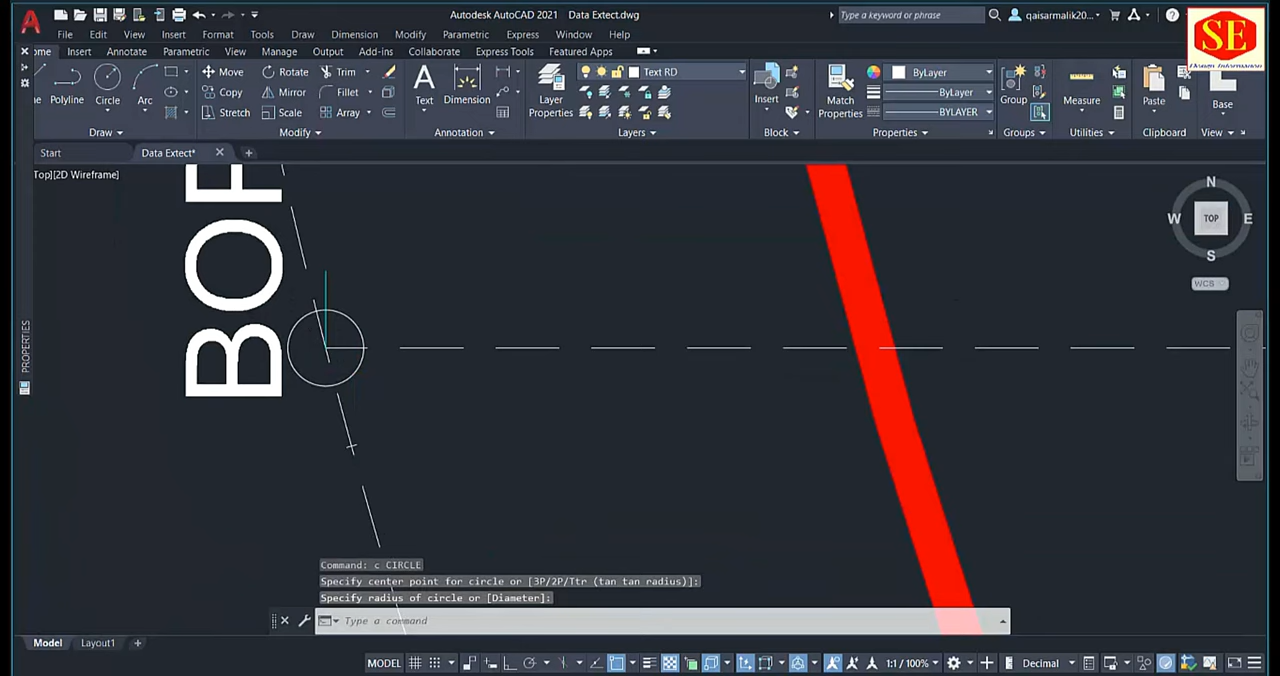 Autodesk AutoCAD 2021 Data Extect.dwg
Type a keyword or phrase
qaisarmalik20...
SE
File Edit View Insert Format Tools Draw Dimension Modify Parametric Express Window Help
ome Insert Annotate Parametric View Manage Output Add-ins Collaborate Express Tools Featured Apps
ne Polyline Circle Arc
Move Rotate Trim
Copy Mirror Fillet
Stretch Scale Array
Text Dimension
Layer Properties
Text RD
Insert
Match Properties
ByLayer
ByLayer
BYLAYER
Group
Measure
Paste
Base
Draw Modify Annotation Layers Block Properties Groups Utilities Clipboard View
Start Data Extect*
Top][2D Wireframe]
N
W TOP E
S
WCS
BO
PROPERTIES
Command: c CIRCLE
Specify center point for circle or [3P/2P/Ttr (tan tan radius)]:
Specify radius of circle or [Diameter]:
Type a command
Model Layout1
MODEL 1:1 / 100% Decimal